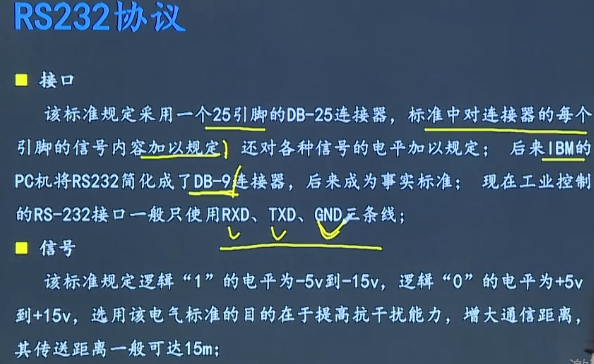 RS232协议
■ 接口
该标准规定采用一个25引脚的DB-25连接器，标准中对连接器的每个
引脚的信号内容加以规定，还对各种信号的电平加以规定；后来IBM的
PC机将RS232简化成了DB-9连接器，后来成为事实标准；现在工业控制
的RS-232接口一般只使用RXD、TXD、GND三条线；
■ 信号
该标准规定逻辑“1”的电平为-5v到-15v，逻辑“0”的电平为+5v
到+15v，选用该电气标准的目的在于提高抗干扰能力，增大通信距离，
其传送距离一般可达15m；